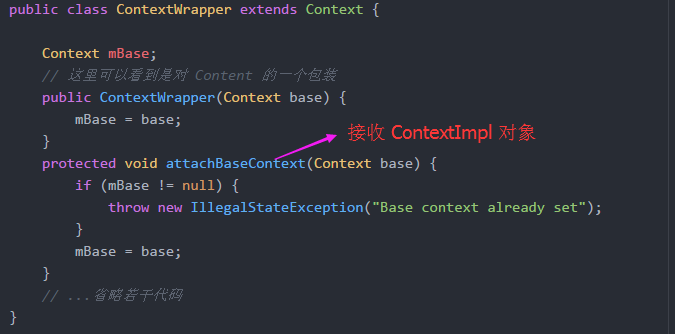 public class ContextWrapper extends Context {
Context mBase;
// 这里可以看到是对 Content 的一个包装
public ContextWrapper(Context base) {
mBase = base;
}
接收 ContextImpl 对象
protected void attachBaseContext(Context base) {
if (mBase != null) {
throw new IllegalStateException("Base context already set");
}
mBase = base;
}
// ...省略若干代码
}